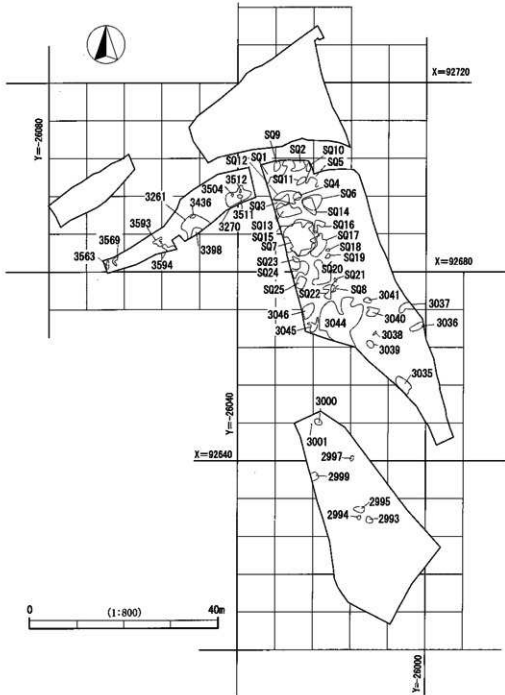 X=92720
Y=-26080
SQ9
SQ2
SQ10
SQ12
SQ1
SQ5
SQ11
SQ4
SQ6
SQ3
SQ14
SQ13
SQ16
SQ15
SQ17
SQ7
SQ18
SQ19
SQ23
SQ20
SQ24
SQ21
SQ25
SQ22
SQ8
3512
3504
3436
3261
3511
3270
3593
3398
3569
3563
3594
X=92680
3041
3037
3046
3040
3036
3044
3045
3038
3039
3035
Y=-26040
3000
3001
X=92640
2997
2999
2995
2994
2993
0
40m
(1:800)
Y=-26000